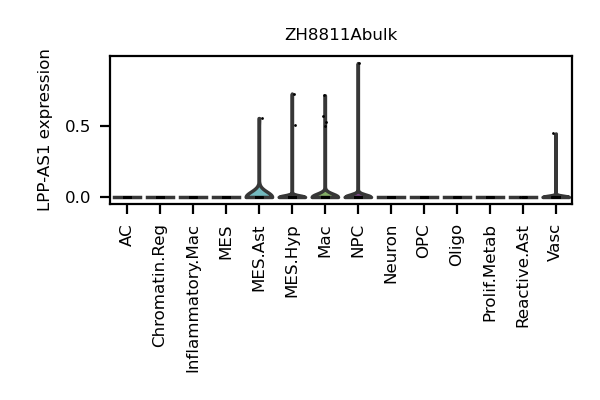 ZH8811Abulk
LPP-AS1 expression
0.5
0.0
AC
Chromatin.Reg
Inflammatory.Mac
MES
MES.Ast
MES.Hyp
Mac
NPC
Neuron
OPC
Oligo
Prolif.Metab
Reactive.Ast
Vasc